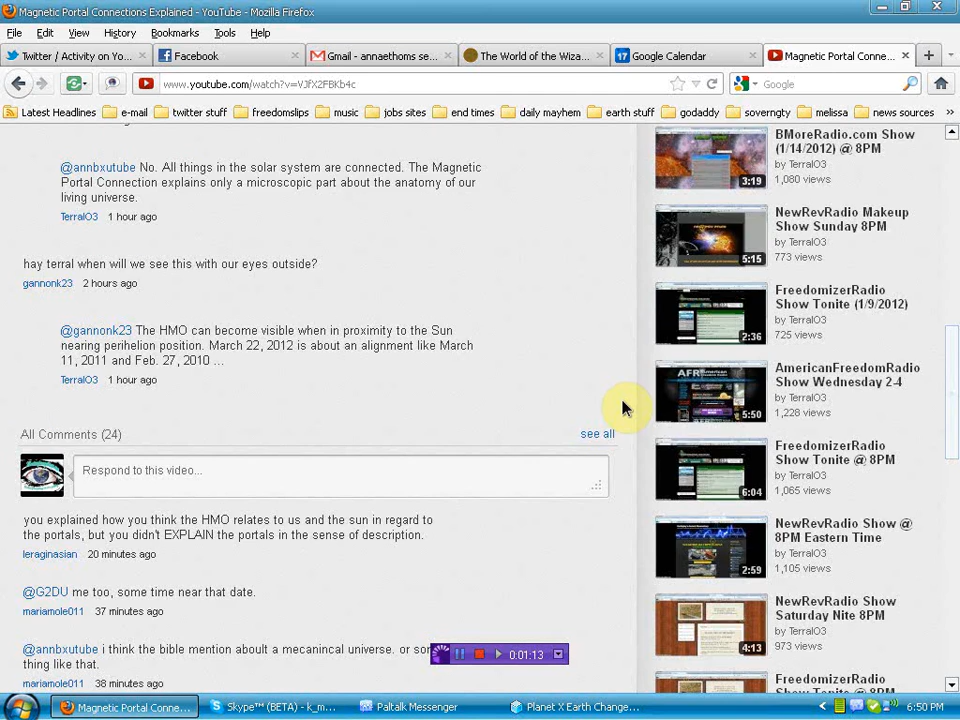 Magnetic Portal Connections Explained - YouTube - Mozilla Firefox
File Edit View History Bookmarks Tools Help
Twitter / Activity on Yo...
Facebook
Gmail - annaethoms se...
The World of the Wiza...
17 Google Calendar
Magnetic Portal Conne...
www.youtube.com/watch?v=VJfX2FBKb4c
Google
Latest Headlines e-mail twitter stuff freedomslips music jobs sites end times daily mayhem earth stuff godaddy soverngty melissa news sources
@annbxutube No. All things in the solar system are connected. The Magnetic
Portal Connection explains only a microscopic part about the anatomy of our
living universe.
TerralO3 1 hour ago
hay terral when will we see this with our eyes outside?
gannonk23 2 hours ago
@gannonk23 The HMO can become visible when in proximity to the Sun
nearing perihelion position. March 22, 2012 is about an alignment like March
11, 2011 and Feb. 27, 2010 ...
TerralO3 1 hour ago
All Comments (24)
see all
Respond to this video...
you explained how you think the HMO relates to us and the sun in regard to
the portals, but you didn't EXPLAIN the portals in the sense of description.
leraginasian 20 minutes ago
@G2DU me too, some time near that date.
mariamole011 37 minutes ago
@annbxutube i think the bible mention aboult a mecanincal universe. or som
thing like that.
mariamole011 38 minutes ago
0:01:13
BMoreRadio.com Show
(1/14/2012) @ 8PM
by TerralO3
1,080 views
3:19
NewRevRadio Makeup
Show Sunday 8PM
by TerralO3
773 views
5:15
FreedomizerRadio
Show Tonite (1/9/2012)
by TerralO3
725 views
2:36
AmericanFreedomRadio
Show Wednesday 2-4
by TerralO3
1,228 views
5:50
FreedomizerRadio
Show Tonite @ 8PM
by TerralO3
1,065 views
6:04
NewRevRadio Show @
8PM Eastern Time
by TerralO3
1,105 views
2:59
NewRevRadio Show
Saturday Nite 8PM
by TerralO3
973 views
4:13
FreedomizerRadio
Magnetic Portal Conne...
Skype™ (BETA) - k_m...
Paltalk Messenger
Planet X Earth Change...
6:50 PM